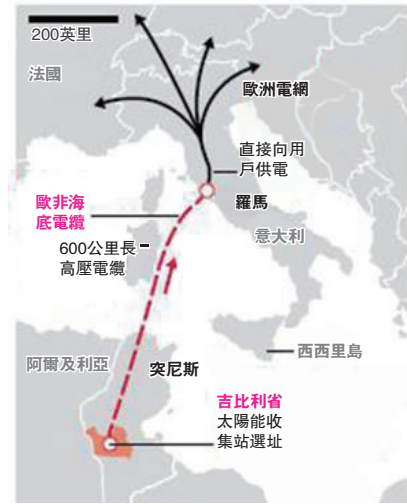 200英里
法國
歐洲電網
直接向用
戶供電
歐非海
底電纜
羅馬
600公里長
高壓電纜
意大利
西西里島
阿爾及利亞
突尼斯
吉比利省
太陽能收
集站選址